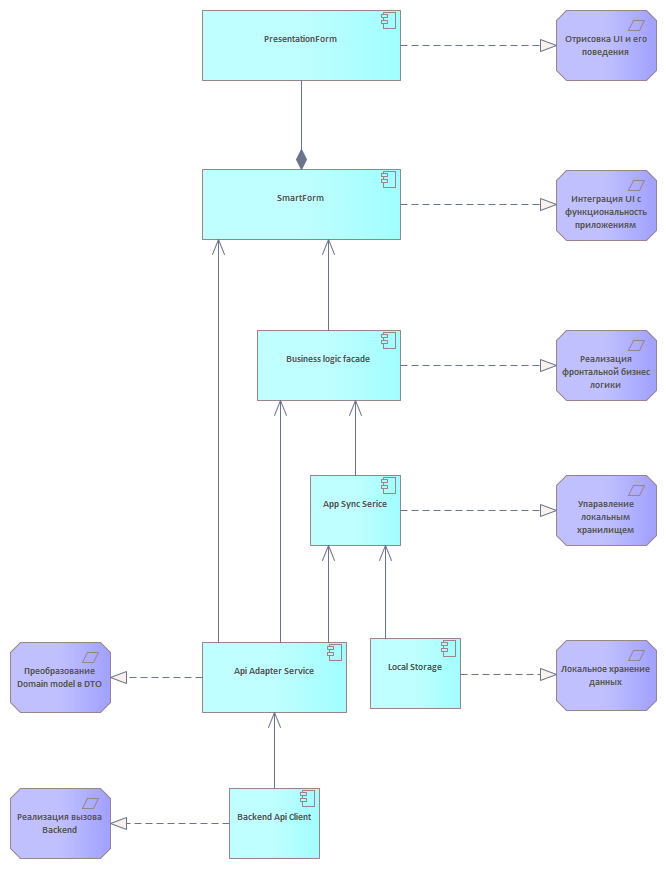 PresentationForm
Отрисовка UI и его
поведения
SmartForm
Интеграция UI с
функциональность
приложениям
Business logic facade
Реализация
фронтальной бизнес
логики
App Sync Serice
Упаравление
локальным
хранилищем
Преобразование
Domain model в DTO
Api Adapter Service
Local Storage
Локальное хранение
данных
Реализация вызова
Backend
Backend Api Client